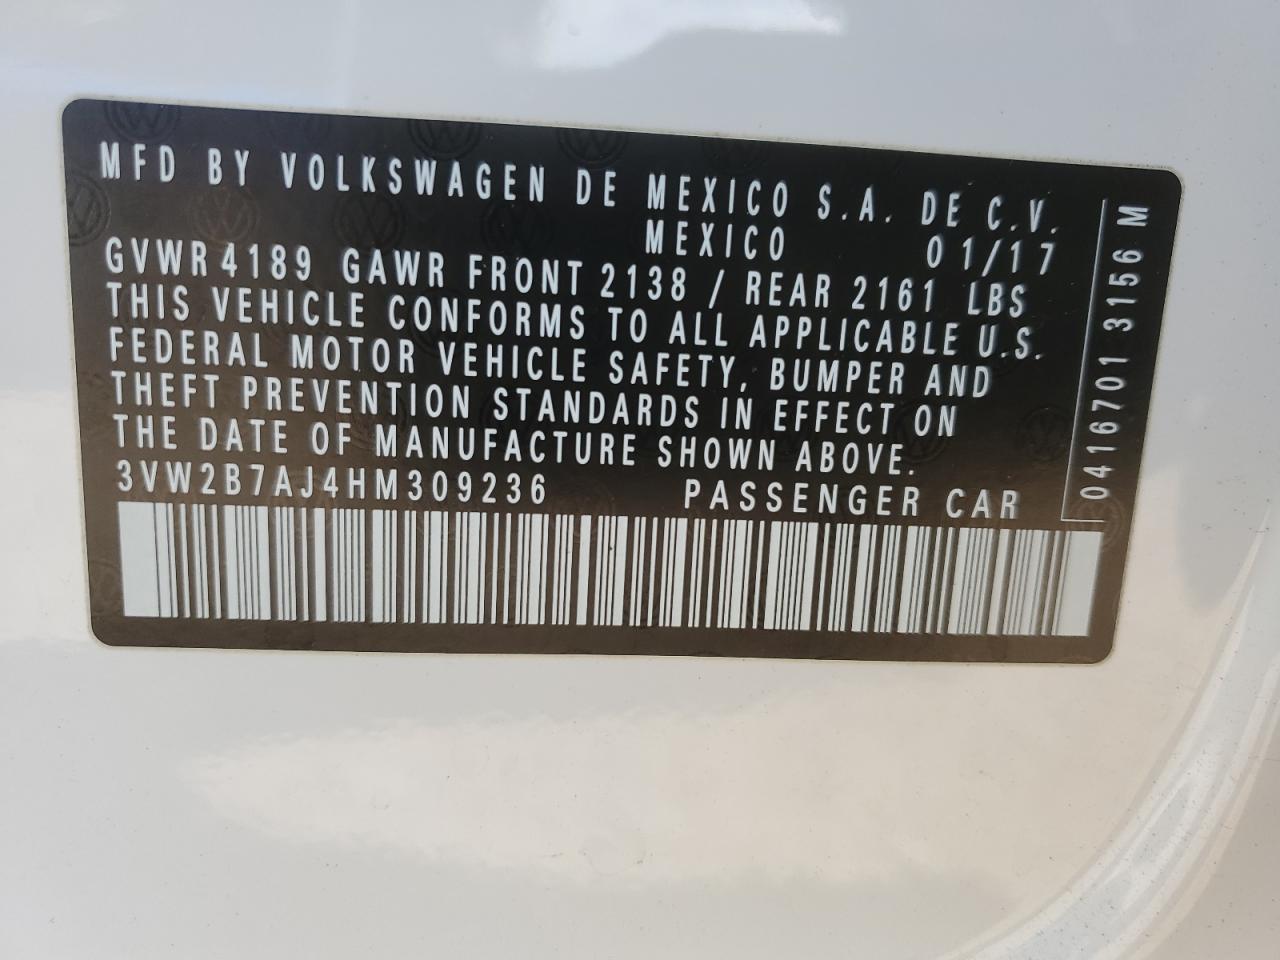 MFD BY VOLKSWAGEN DE MEXICO S.A. DE C.V.
MEXICO 01/17
GVWR 4189 GAWR FRONT 2138 / REAR 2161 LBS
THIS VEHICLE CONFORMS TO ALL APPLICABLE U.S.
FEDERAL MOTOR VEHICLE SAFETY, BUMPER AND
THEFT PREVENTION STANDARDS IN EFFECT ON
THE DATE OF MANUFACTURE SHOWN ABOVE.
3VW2B7AJ4HM309236 PASSENGER CAR
0416701 3156 M